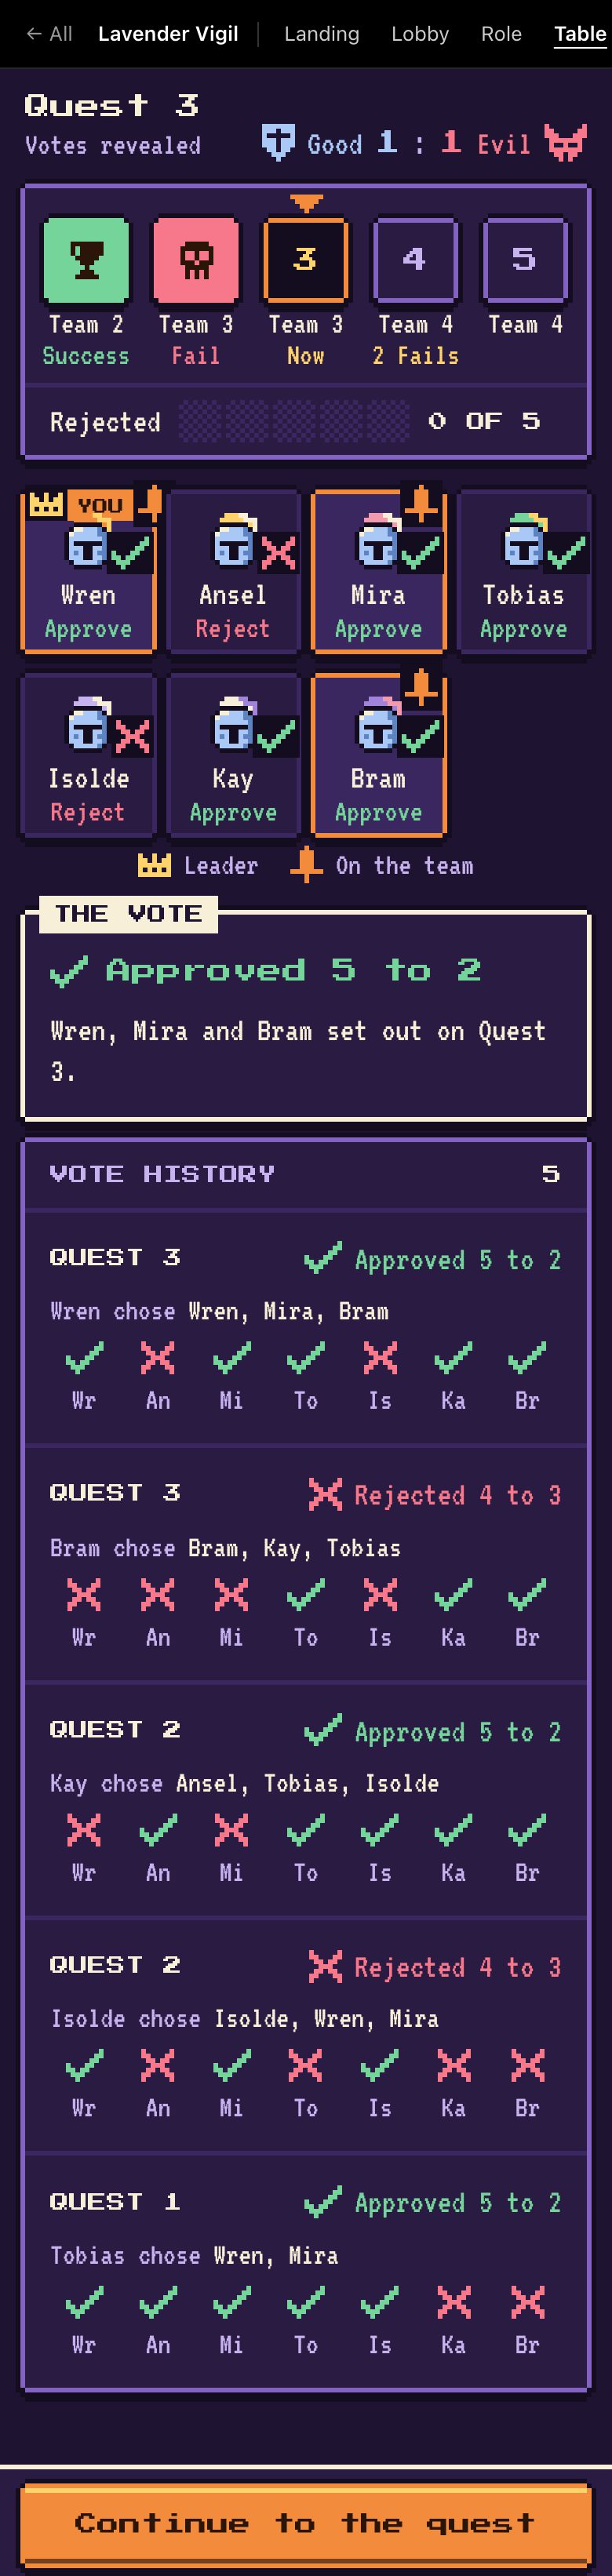 ← All Lavender Vigil Landing Lobby Role Table
Quest 3
Votes revealed Good 1 : 1 Evil
3 4 5
Team 2 Team 3 Team 3 Team 4 Team 4
Success Fail Now 2 Fails
Rejected 0 OF 5
YOU
Wren Ansel Mira Tobias
Approve Reject Approve Approve
Isolde Kay Bram
Reject Approve Approve
Leader On the team
THE VOTE
Approved 5 to 2
Wren, Mira and Bram set out on Quest
3.
VOTE HISTORY 5
QUEST 3 Approved 5 to 2
Wren chose Wren, Mira, Bram
Wr An Mi To Is Ka Br
QUEST 3 Rejected 4 to 3
Bram chose Bram, Kay, Tobias
Wr An Mi To Is Ka Br
QUEST 2 Approved 5 to 2
Kay chose Ansel, Tobias, Isolde
Wr An Mi To Is Ka Br
QUEST 2 Rejected 4 to 3
Isolde chose Isolde, Wren, Mira
Wr An Mi To Is Ka Br
QUEST 1 Approved 5 to 2
Tobias chose Wren, Mira
Wr An Mi To Is Ka Br
Continue to the quest